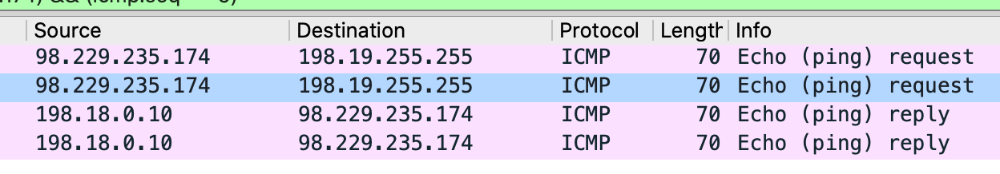 Source Destination Protocol Length Info
98.229.235.174 198.19.255.255 ICMP 70 Echo (ping) request
98.229.235.174 198.19.255.255 ICMP 70 Echo (ping) request
198.18.0.10 98.229.235.174 ICMP 70 Echo (ping) reply
198.18.0.10 98.229.235.174 ICMP 70 Echo (ping) reply